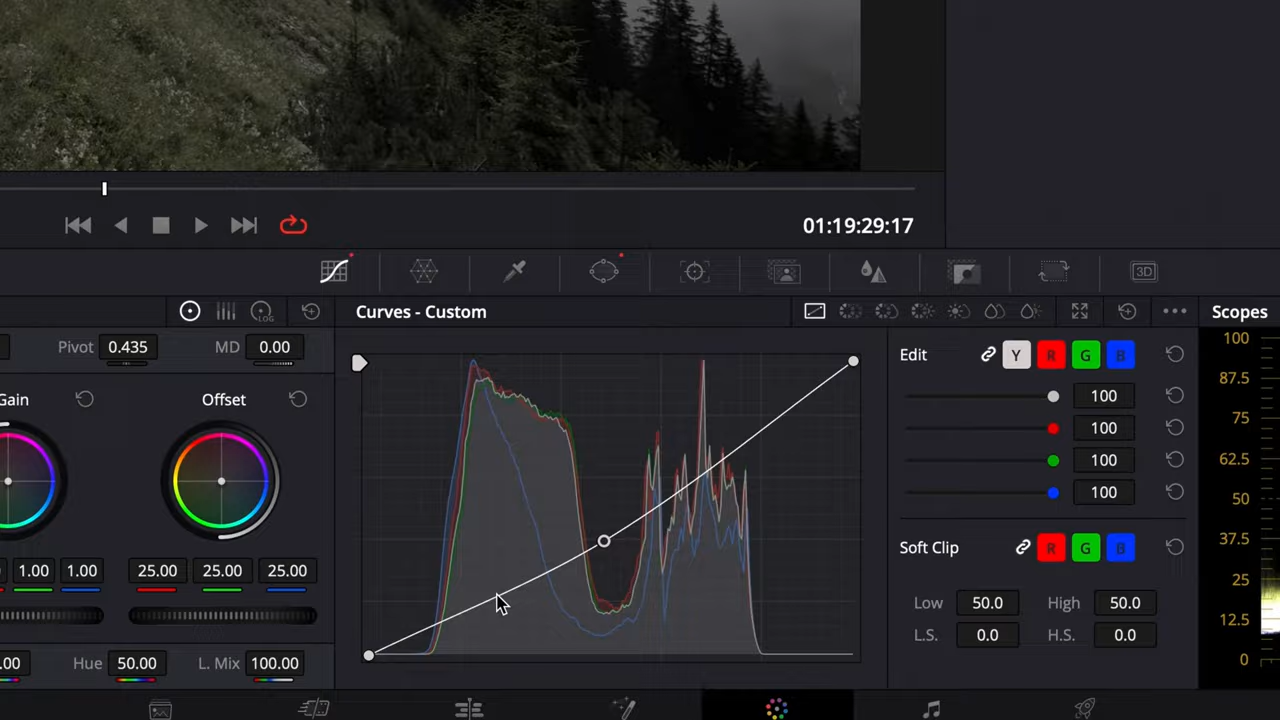 01:19:29:17
3D
LOG
Curves - Custom
Scopes
Pivot 0.435 MD 0.00
Edit Y R G B
100
87.5
75
62.5
50
37.5
25
12.5
0
Gain Offset
100
100
100
100
Soft Clip R G B
1.00 1.00 25.00 25.00 25.00
Low 50.0 High 50.0
L.S. 0.0 H.S. 0.0
.00 Hue 50.00 L. Mix 100.00